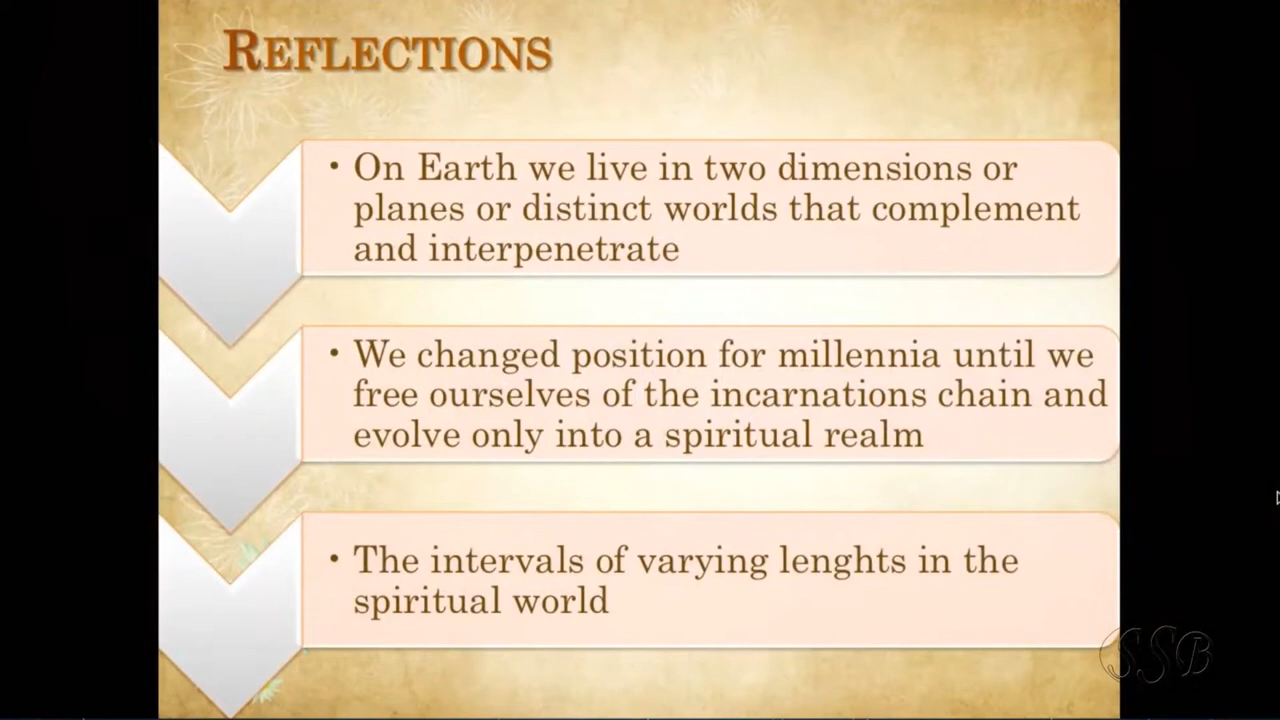 REFLECTIONS
• On Earth we live in two dimensions or
planes or distinct worlds that complement
and interpenetrate
• We changed position for millennia until we
free ourselves of the incarnations chain and
evolve only into a spiritual realm
• The intervals of varying lenghts in the
spiritual world
SSB